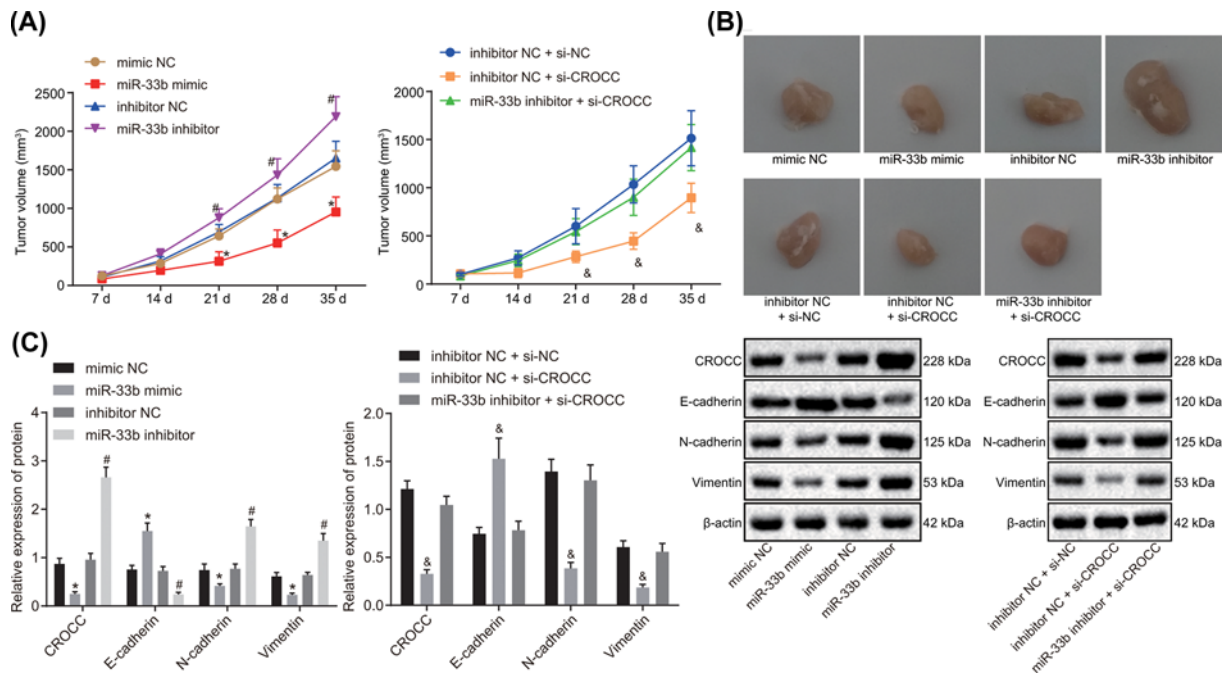 (A)
mimic NC
miR-33b mimic
inhibitor NC
miR-33b inhibitor
Tumor volume (mm³)
2500
2000
1500
1000
500
0
#
#
#
*
*
*
7 d
14 d
21 d
28 d
35 d
inhibitor NC + si-NC
inhibitor NC + si-CROCC
miR-33b inhibitor + si-CROCC
Tumor volume (mm³)
2000
1500
1000
500
0
&
&
&
7 d
14 d
21 d
28 d
35 d
(B)
mimic NC
miR-33b mimic
inhibitor NC
miR-33b inhibitor
inhibitor NC
+ si-NC
inhibitor NC
+ si-CROCC
miR-33b inhibitor
+ si-CROCC
(C)
mimic NC
miR-33b mimic
inhibitor NC
miR-33b inhibitor
Relative expression of protein
4
3
2
1
0
*
#
*
#
*
#
*
#
CROCC
E-cadherin
N-cadherin
Vimentin
inhibitor NC + si-NC
inhibitor NC + si-CROCC
miR-33b inhibitor + si-CROCC
Relative expression of protein
2.0
1.5
1.0
0.5
0.0
&
&
&
&
CROCC
E-cadherin
N-cadherin
Vimentin
CROCC
228 kDa
E-cadherin
120 kDa
N-cadherin
125 kDa
Vimentin
53 kDa
β-actin
42 kDa
mimic NC
miR-33b mimic
inhibitor NC
miR-33b inhibitor
CROCC
228 kDa
E-cadherin
120 kDa
N-cadherin
125 kDa
Vimentin
53 kDa
β-actin
42 kDa
inhibitor NC + si-NC
inhibitor NC + si-CROCC
miR-33b inhibitor + si-CROCC